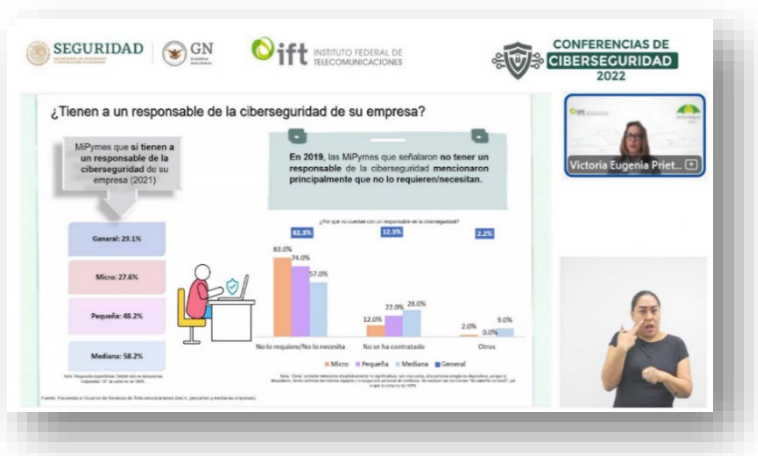 SEGURIDAD
GN
GUARDIA
NACIONAL
ift
INSTITUTO FEDERAL DE
TELECOMUNICACIONES
CONFERENCIAS DE
CIBERSEGURIDAD
2022
¿Tienen a un responsable de la ciberseguridad de su empresa?
MiPymes que sí tienen a
un responsable de la
ciberseguridad de su
empresa (2021)
General: 29.1%
Micro: 27.6%
Pequeña: 48.2%
Mediana: 58.2%
En 2019, las MiPymes que señalaron no tener un
responsable de la ciberseguridad mencionaron
principalmente que no lo requieren/necesitan.
¿Por qué no cuentan con un responsable de la ciberseguridad?
82.3% 12.3% 2.2%
83.0%
74.0%
57.0%
12.0% 22.0% 28.0%
2.0% 0.0% 9.0%
No lo requiere/No lo necesita No se ha contratado Otros
Micro Pequeña Mediana General
Victoria Eugenia Priet...